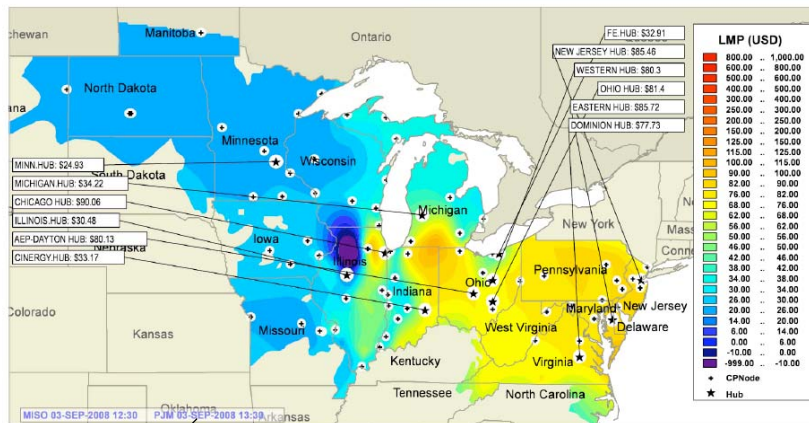 chewan
Manitoba
Ontario
North Dakota
ana
Minnesota
Wisconsin
South Dakota
Michigan
New York
Mass
Conne
Iowa
Nebraska
Illinois
Indiana
Ohio
Pennsylvania
New Jersey
Maryland
Delaware
West Virginia
Virginia
Colorado
Kansas
Missouri
Kentucky
Tennessee
North Carolina
Oklahoma
Arkansas
MINN.HUB: $24.93
MICHIGAN.HUB: $34.22
CHICAGO HUB: $90.06
ILLINOIS.HUB: $30.48
AEP-DAYTON HUB: $80.13
CINERGY.HUB: $33.17
FE.HUB: $32.91
NEW JERSEY HUB: $85.46
WESTERN HUB: $80.3
OHIO HUB: $81.4
EASTERN HUB: $85.72
DOMINION HUB: $77.73
LMP (USD)
800.00 .. 1,000.00
600.00 .. 800.00
500.00 .. 600.00
400.00 .. 500.00
300.00 .. 400.00
250.00 .. 300.00
200.00 .. 250.00
150.00 .. 200.00
125.00 .. 150.00
115.00 .. 125.00
100.00 .. 115.00
90.00 .. 100.00
82.00 .. 90.00
76.00 .. 82.00
68.00 .. 76.00
62.00 .. 68.00
56.00 .. 62.00
50.00 .. 56.00
46.00 .. 50.00
42.00 .. 46.00
38.00 .. 42.00
34.00 .. 38.00
30.00 .. 34.00
26.00 .. 30.00
20.00 .. 26.00
14.00 .. 20.00
6.00 .. 14.00
0.00 .. 6.00
-10.00 .. 0.00
-999.00 .. -10.00
CPNode
Hub
MISO 03-SEP-2008 12:30 PJM 03-SEP-2008 13:30